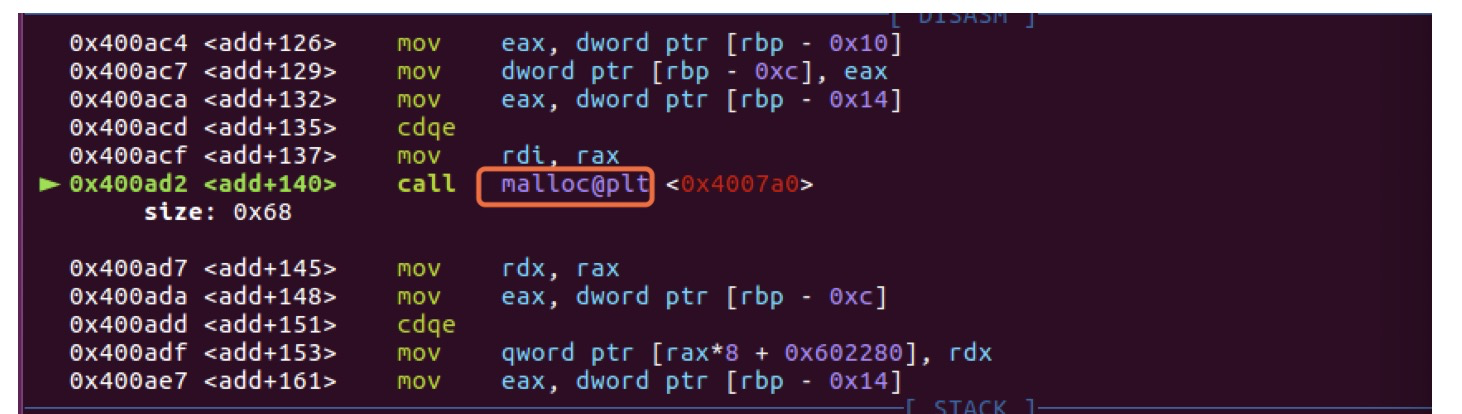 [ DISASM ]
0x400ac4 <add+126> mov eax, dword ptr [rbp - 0x10]
0x400ac7 <add+129> mov dword ptr [rbp - 0xc], eax
0x400aca <add+132> mov eax, dword ptr [rbp - 0x14]
0x400acd <add+135> cdqe
0x400acf <add+137> mov rdi, rax
► 0x400ad2 <add+140> call malloc@plt <0x4007a0>
size: 0x68
0x400ad7 <add+145> mov rdx, rax
0x400ada <add+148> mov eax, dword ptr [rbp - 0xc]
0x400add <add+151> cdqe
0x400adf <add+153> mov qword ptr [rax*8 + 0x602280], rdx
0x400ae7 <add+161> mov eax, dword ptr [rbp - 0x14]
[ STACK ]